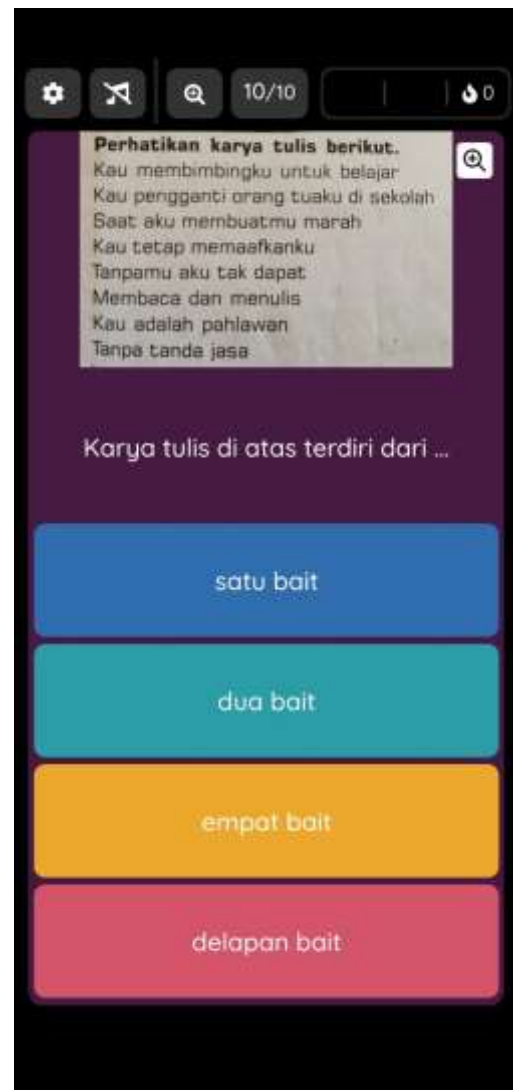 10/10
0
Perhatikan karya tulis berikut.
Kau membimbingku untuk belajar
Kau pengganti orang tuaku di sekolah
Saat aku membuatmu marah
Kau tetap memaafkanku
Tanpamu aku tak dapat
Membaca dan menulis
Kau adalah pahlawan
Tanpa tanda jasa
Karya tulis di atas terdiri dari ...
satu bait
dua bait
empat bait
delapan bait